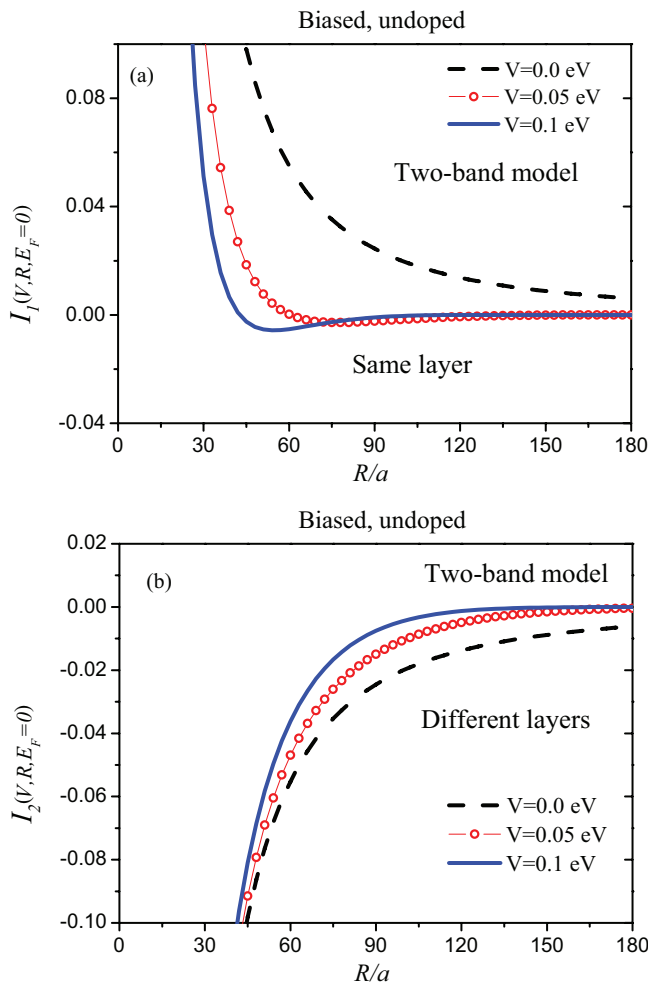 Biased, undoped
(a)
V=0.0 eV
V=0.05 eV
V=0.1 eV
Two-band model
Same layer
I₁(V,R,E_F=0)
0.08
0.04
0.00
-0.04
0 30 60 90 120 150 180
R/a
Biased, undoped
(b)
Two-band model
Different layers
V=0.0 eV
V=0.05 eV
V=0.1 eV
I₂(V,R,E_F=0)
0.02
0.00
-0.02
-0.04
-0.06
-0.08
-0.10
0 30 60 90 120 150 180
R/a